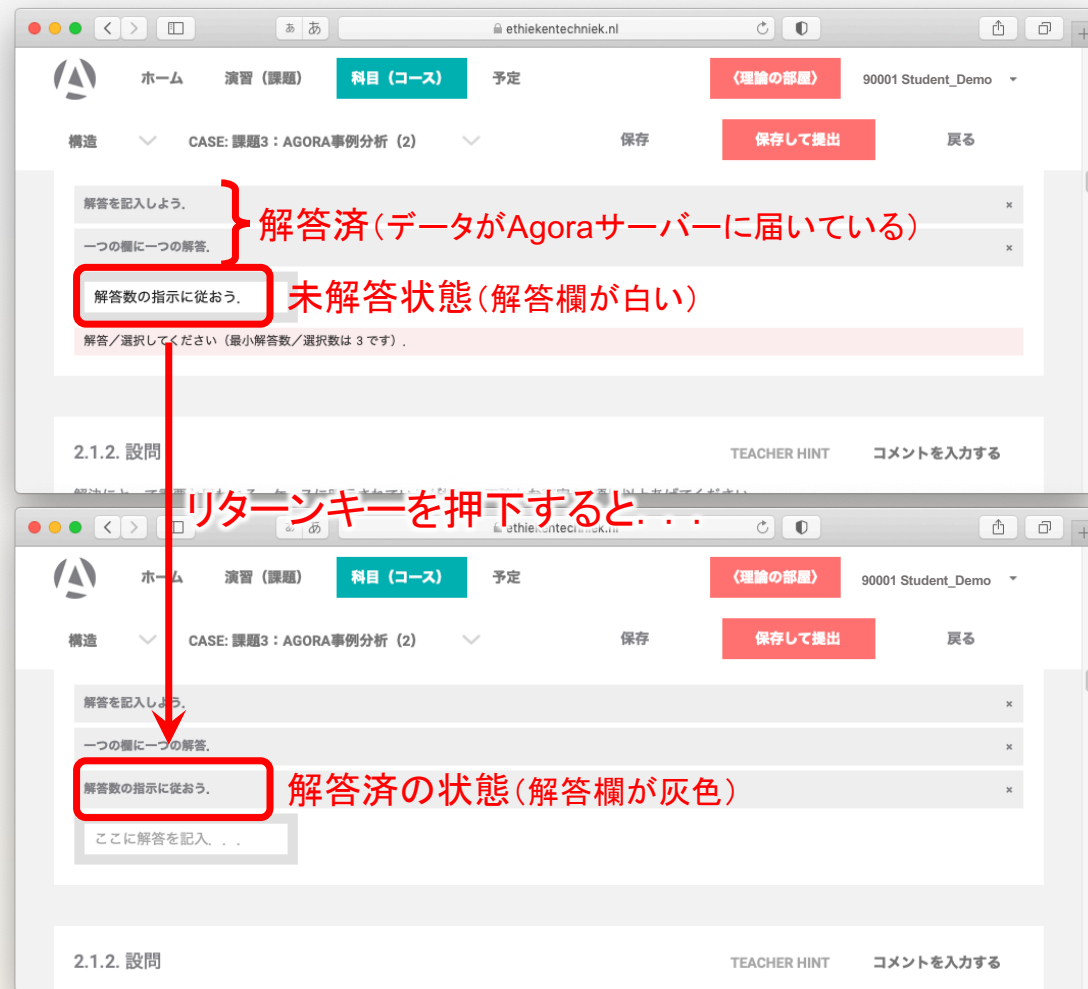 ethiekentechniek.nl
あ あ
ホーム 演習（課題） 科目（コース） 予定 〈理論の部屋〉 90001 Student_Demo
構造 CASE: 課題3：AGORA事例分析（2） 保存 保存して提出 戻る
解答を記入しよう．
一つの欄に一つの解答．
解答済（データがAgoraサーバーに届いている）
解答数の指示に従おう．
未解答状態（解答欄が白い）
解答／選択してください（最小解答数／選択数は 3 です）．
2.1.2. 設問 TEACHER HINT コメントを入力する
リターンキーを押下すると．．．
あ
ホーム 演習（課題） 科目（コース） 予定 〈理論の部屋〉 90001 Student_Demo
構造 CASE: 課題3：AGORA事例分析（2） 保存 保存して提出 戻る
解答を記入しよう．
一つの欄に一つの解答．
解答数の指示に従おう．
解答済の状態（解答欄が灰色）
ここに解答を記入．．．
2.1.2. 設問 TEACHER HINT コメントを入力する